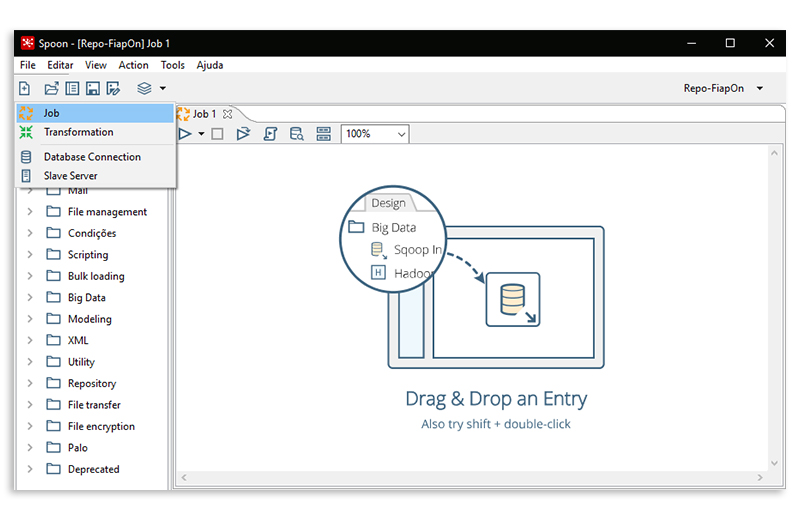 Spoon - [Repo-FiapOn] Job 1
File Editar View Action Tools Ajuda
Repo-FiapOn
Job
Transformation
Database Connection
Slave Server
Job 1
100%
Mail
File management
Condições
Scripting
Bulk loading
Big Data
Modeling
XML
Utility
Repository
File transfer
File encryption
Palo
Deprecated
Design
Big Data
Sqoop In
H Hadoop
Drag & Drop an Entry
Also try shift + double-click